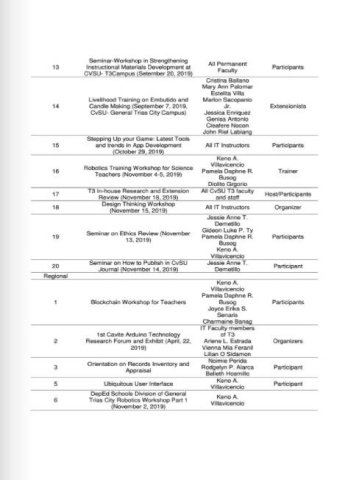 13 Seminar-Workshop in Strengthening Instructional Materials Development at CVSU- T3Campus (Setember 20, 2019) All Permanent Faculty Participants
14 Livelihood Training on Embutido and Candle Making (September 7, 2019, CvSU- General Trias City Campus) Cristina Ballano Mary Ann Palomar Estelita Villa Marlon Sacopanio Jr. Jessica Enriquez Genisa Antonio Cleafere Nocon John Riel Labiang Extensionists
15 Stepping Up your Game: Latest Tools and trends in App Development (October 29, 2019) All IT Instructors Participants
16 Robotics Training Workshop for Science Teachers (November 4-5, 2019) Keno A. Villavicencio Pamela Daphne R. Busog Diolito Grgorio Trainer
17 T3 In-house Research and Extension Review (November 18, 2019) All CvSU T3 faculty and staff Host/Participants
18 Design Thinking Workshop (November 15, 2019) All IT Instructors Organizer
19 Seminar on Ethics Review (November 13, 2019) Jessie Anne T. Demetillo Gideon Luke P. Ty Pamela Daphne R. Busog Keno A. Villavicencio Participants
20 Seminar on How to Publish in CvSU Journal (November 14, 2019) Jessie Anne T. Demetillo Participant
Regional
1 Blockchain Workshop for Teachers Keno A. Villavicencio Pamela Daphne R. Busog Joyce Erika S. Senaris Charmaine Banag Participants
2 1st Cavite Arduino Technology Research Forum and Exhibit (April, 22, 2019) IT Faculty members of T3 Arlene L. Estrada Vienna Mia Feranil Lilian O Sidamon Organizers
3 Orientation on Records Inventory and Appraisal Noimie Perida Rodgelyn P. Alarca Belleth Hosmillo Participant
5 Ubiquitous User Interface Keno A. Villavicencio Participant
6 DepEd Schools Division of General Trias City Robotics Workshop Part 1 (November 2, 2019) Keno A. Villavicencio